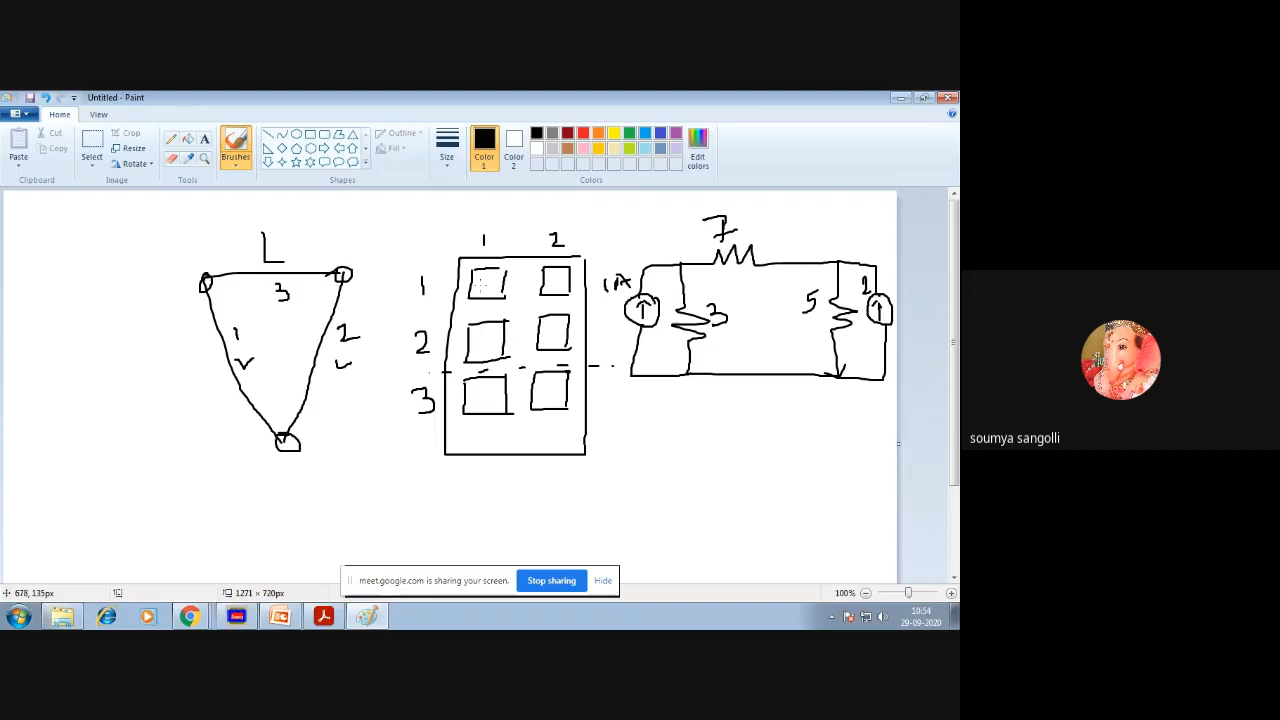 Untitled - Paint
Home
View
Paste
Cut
Copy
Clipboard
Select
Crop
Resize
Rotate
Image
A
Tools
Brushes
Outline
Fill
Shapes
Size
Color
1
Color
2
Edit
colors
Colors
L
3
1
2
1 2
1
2
3
7
1A
3
5
2
meet.google.com is sharing your screen.
Stop sharing
Hide
678, 135px
1271 × 720px
100%
10:54
29-09-2020
soumya sangolli